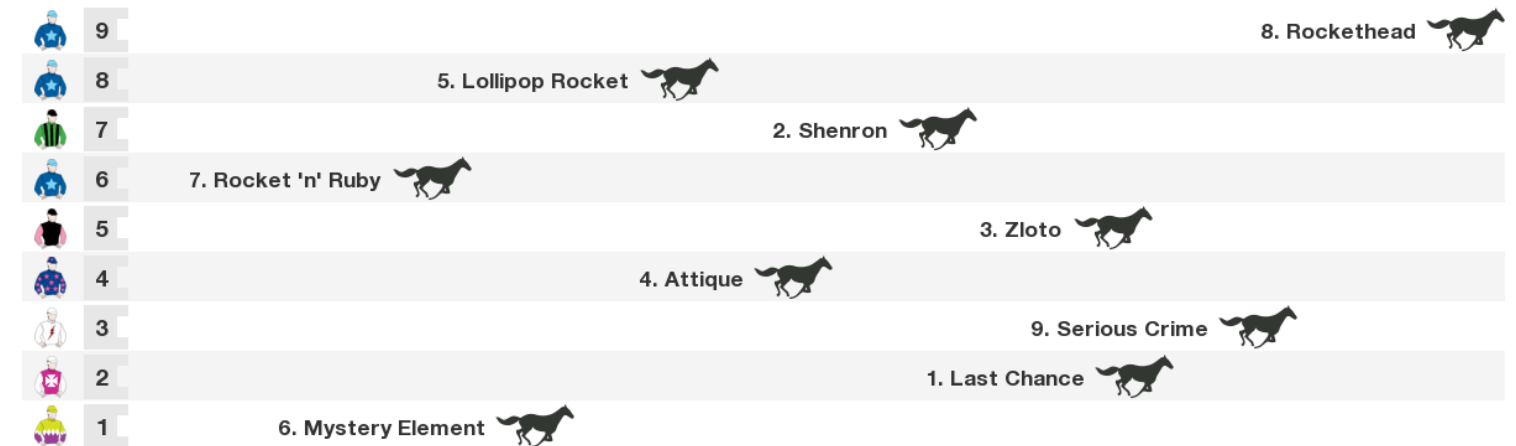 9 8. Rockethead
8 5. Lollipop Rocket
7 2. Shenron
6 7. Rocket 'n' Ruby
5 3. Zloto
4 4. Attique
3 9. Serious Crime
2 1. Last Chance
1 6. Mystery Element